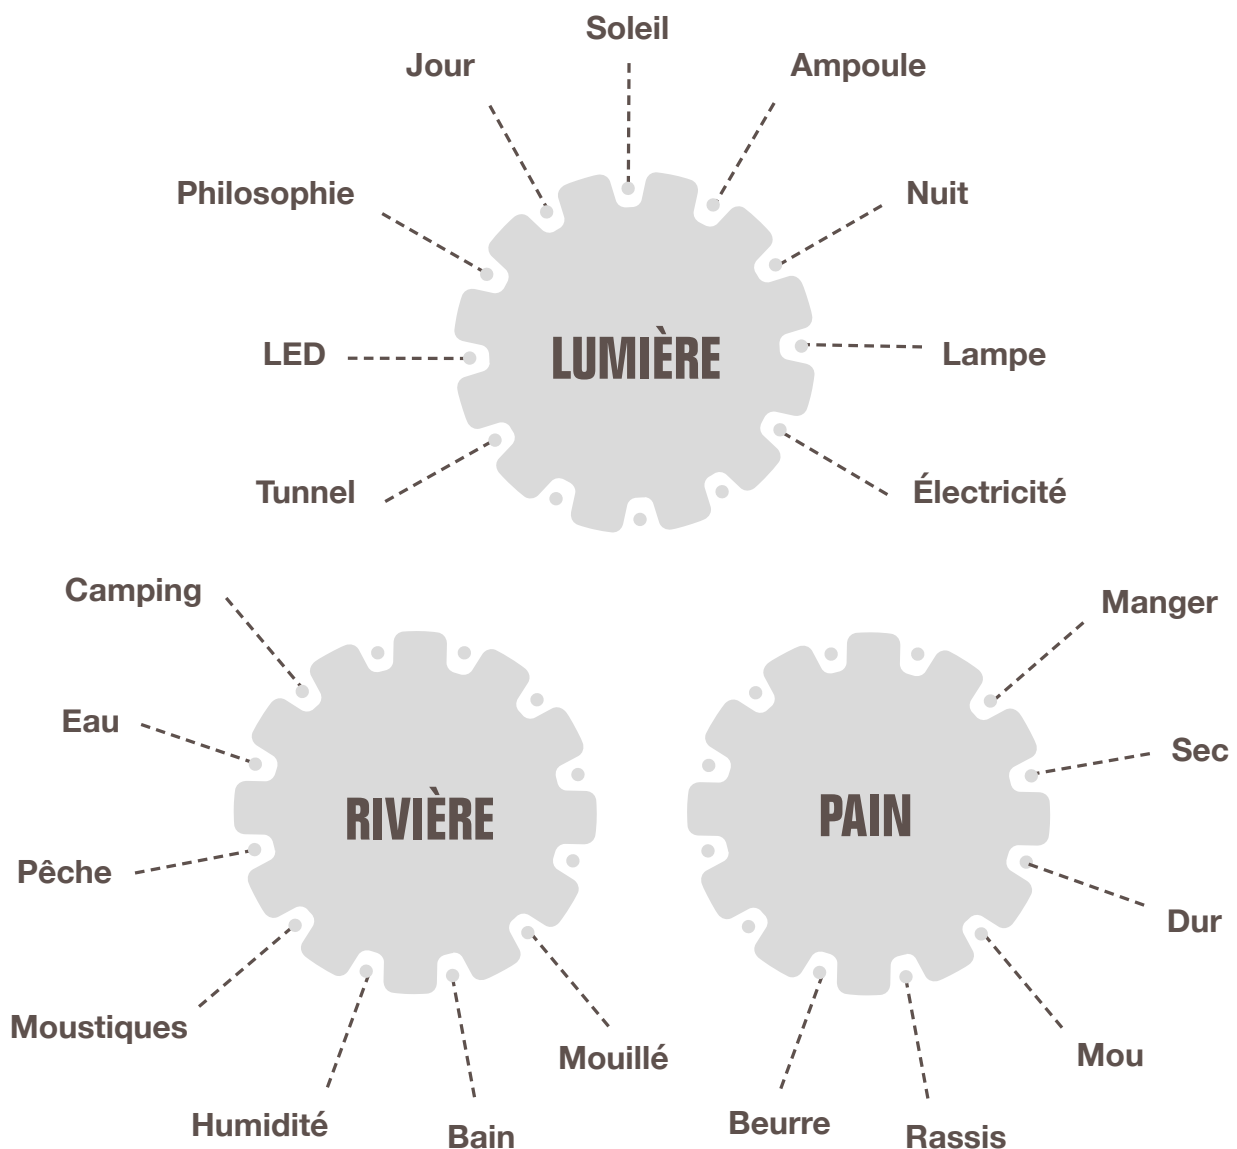 Soleil
Jour
Ampoule
Philosophie
Nuit
LED
LUMIÈRE
Lampe
Tunnel
Électricité
Camping
Manger
Eau
Sec
RIVIÈRE
PAIN
Pêche
Dur
Moustiques
Mouillé
Mou
Humidité
Bain
Beurre
Rassis